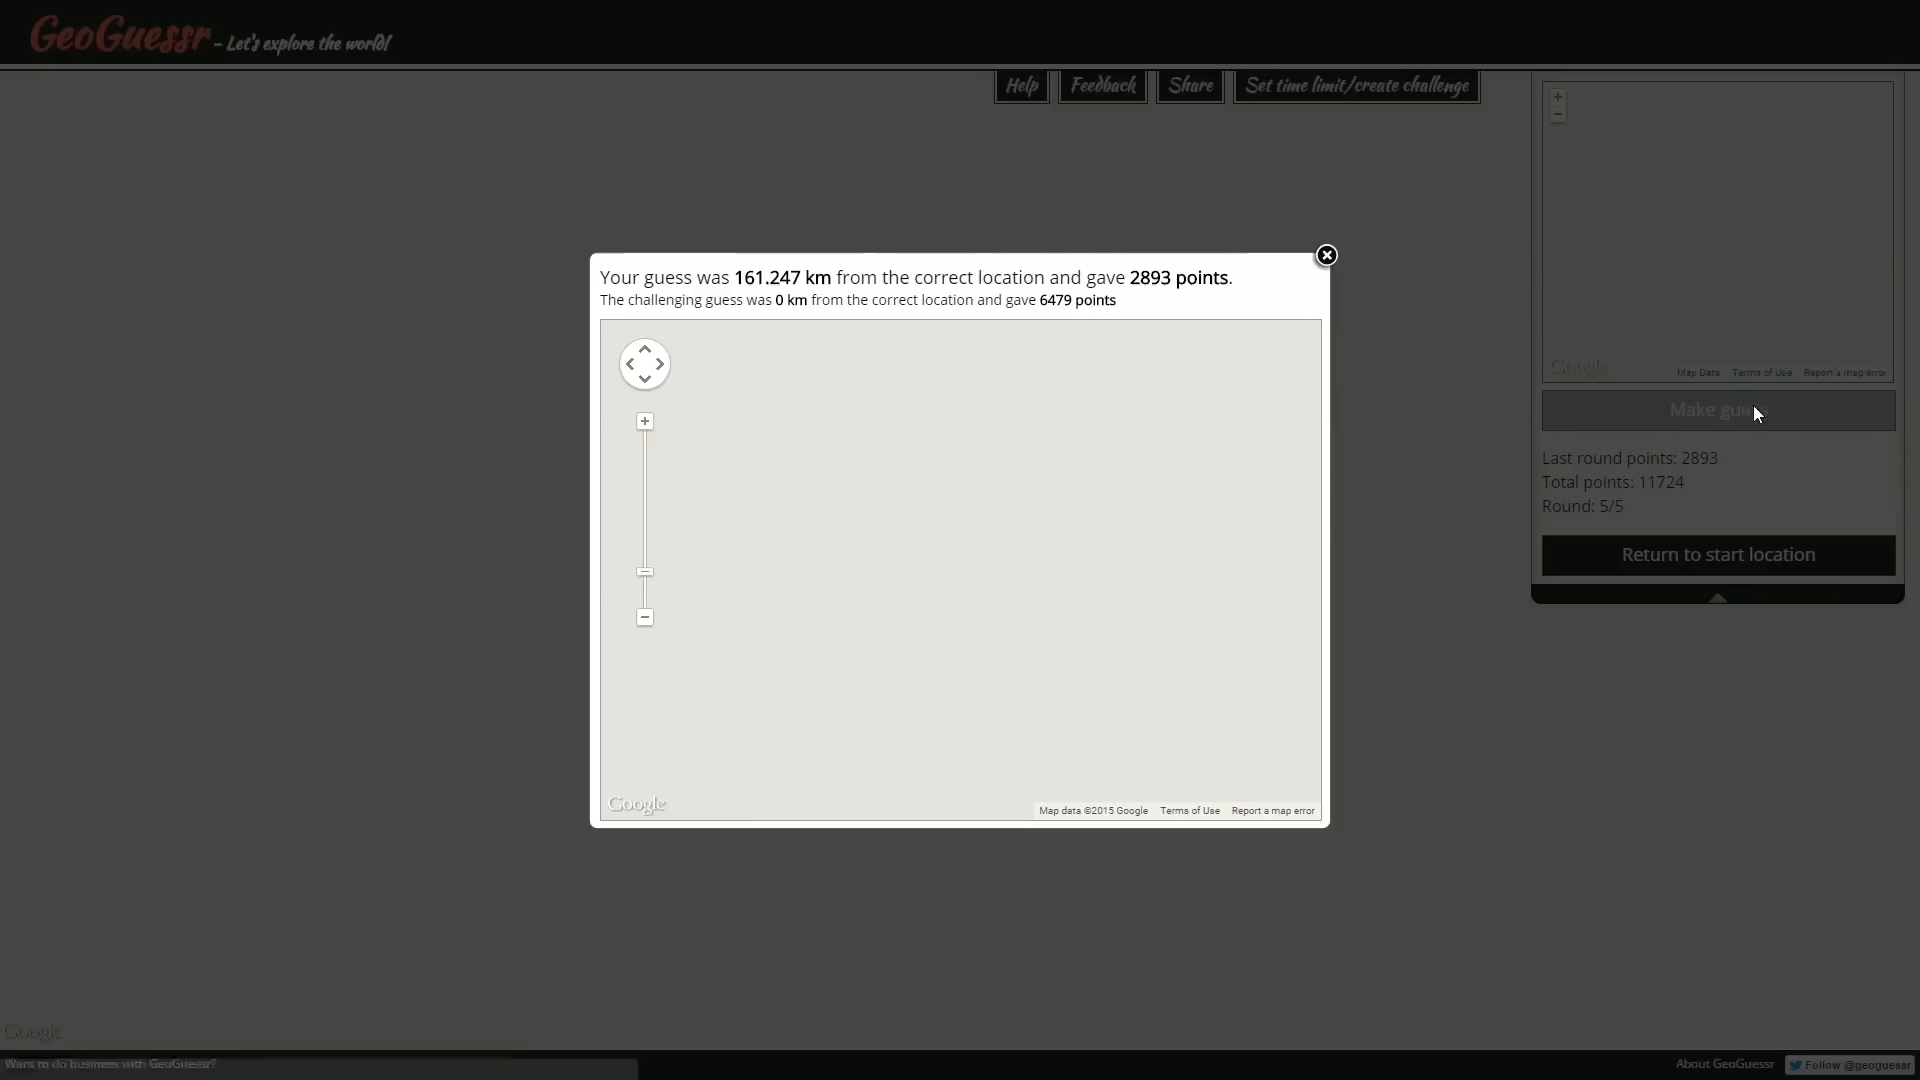 GeoGuessr - Let's explore the world!
Help
Feedback
Share
Set time limit/create challenge
+
−
Google
Map Data
Terms of Use
Report a map error
Your guess was 161.247 km from the correct location and gave 2893 points.
The challenging guess was 0 km from the correct location and gave 6479 points
+
−
Google
Map data ©2015 Google
Terms of Use
Report a map error
Make guess
Last round points: 2893
Total points: 11724
Round: 5/5
Return to start location
Google
Want to do business with GeoGuessr?
About GeoGuessr
Follow @geoguessr